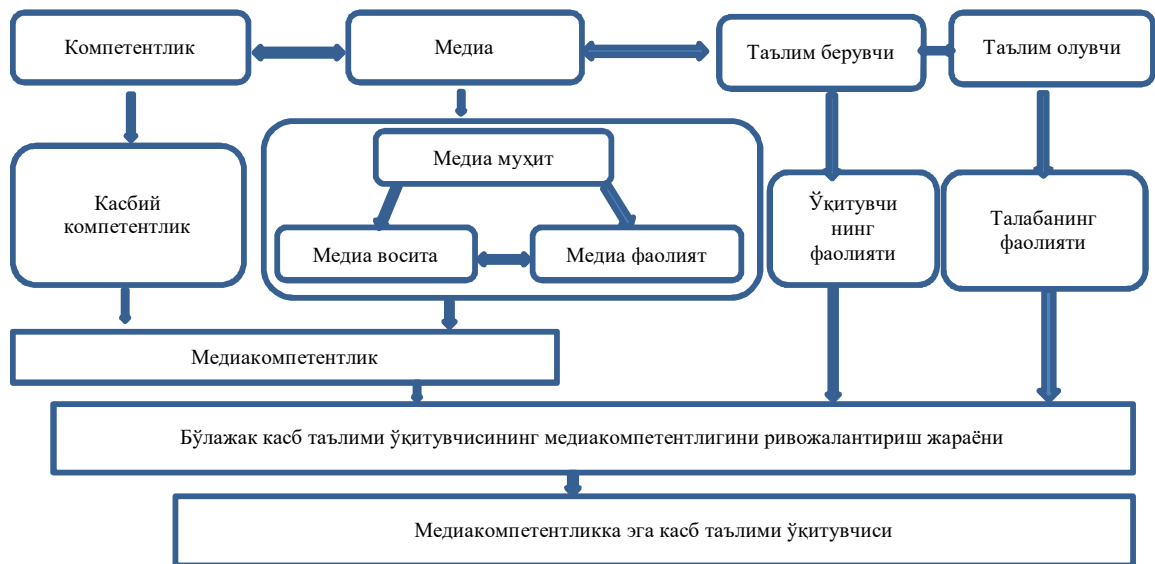 Компетентлик
Медиа
Таълим берувчи
Таълим олувчи
Медиа муҳит
Касбий
компетентлик
Ўқитувчи
нинг
фаолияти
Талабанинг
фаолияти
Медиа восита
Медиа фаолият
Медиакомпетентлик
Бўлажак касб таълими ўқитувчисининг медиакомпетентлигини ривожалантириш жараёни
Медиакомпетентликка эга касб таълими ўқитувчиси